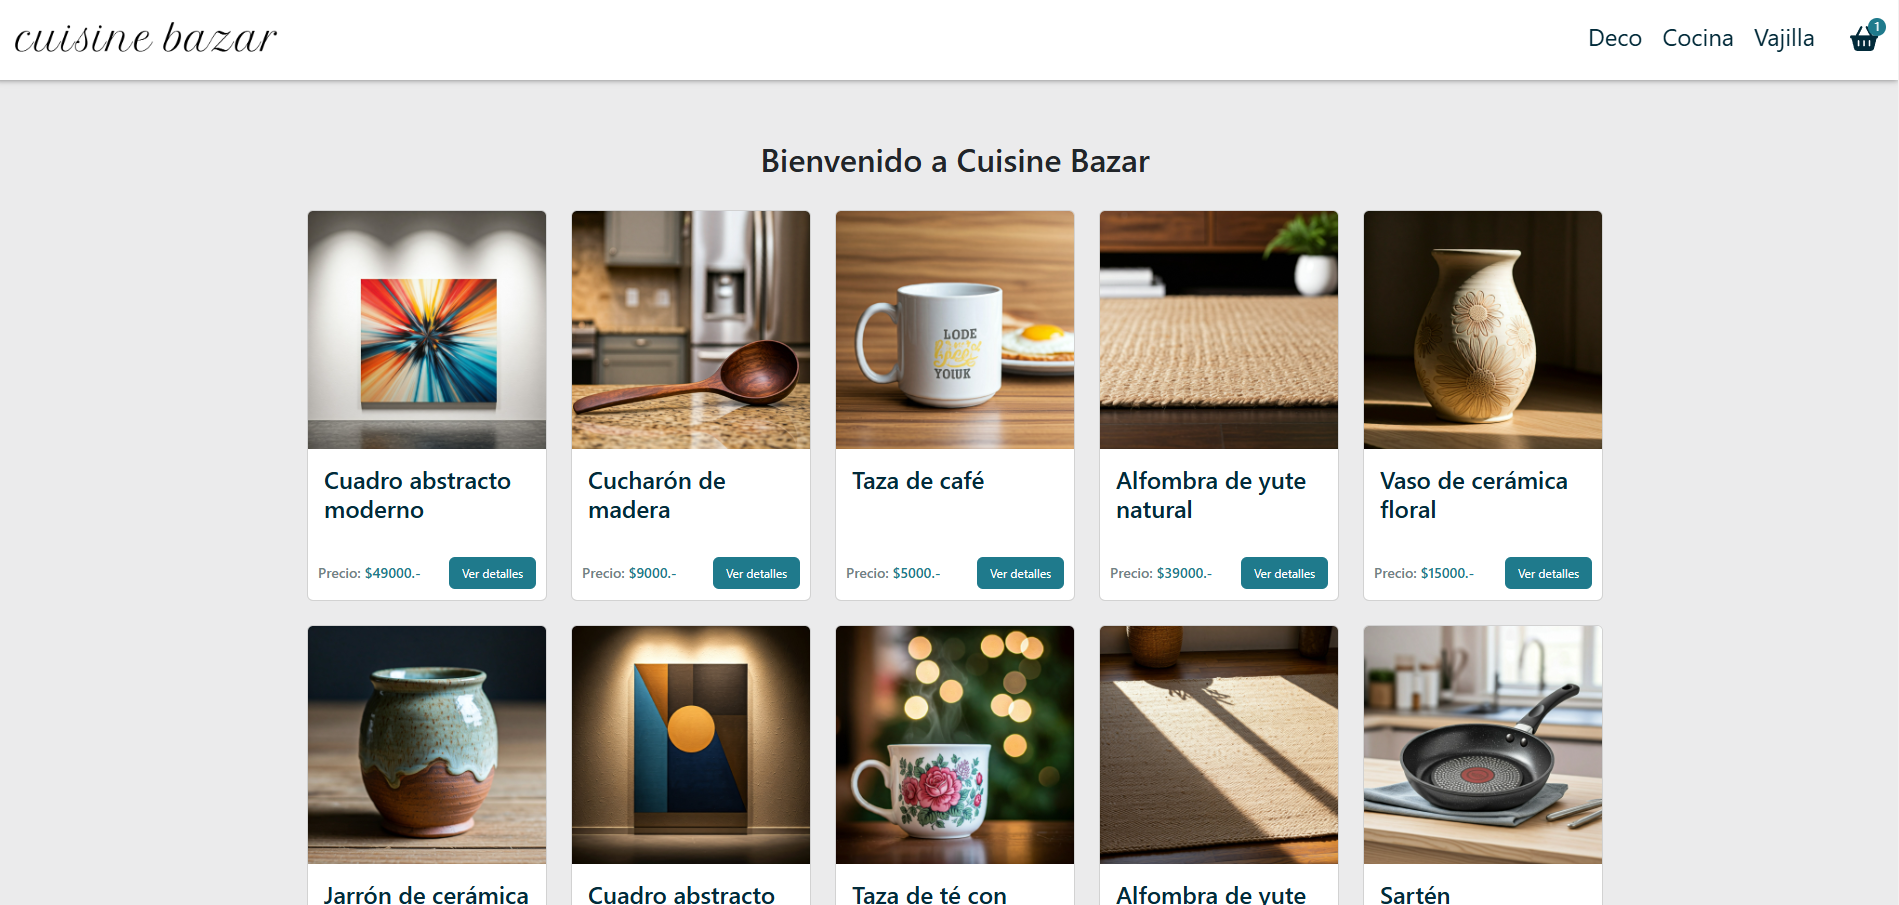 cuisine bazar
Deco Cocina Vajilla 1
Bienvenido a Cuisine Bazar
LODE
YOIUK
Cuadro abstracto
moderno
Precio: $49000.- Ver detalles
Cucharón de
madera
Precio: $9000.- Ver detalles
Taza de café
Precio: $5000.- Ver detalles
Alfombra de yute
natural
Precio: $39000.- Ver detalles
Vaso de cerámica
floral
Precio: $15000.- Ver detalles
Jarrón de cerámica
Cuadro abstracto
Taza de té con
Alfombra de yute
Sartén